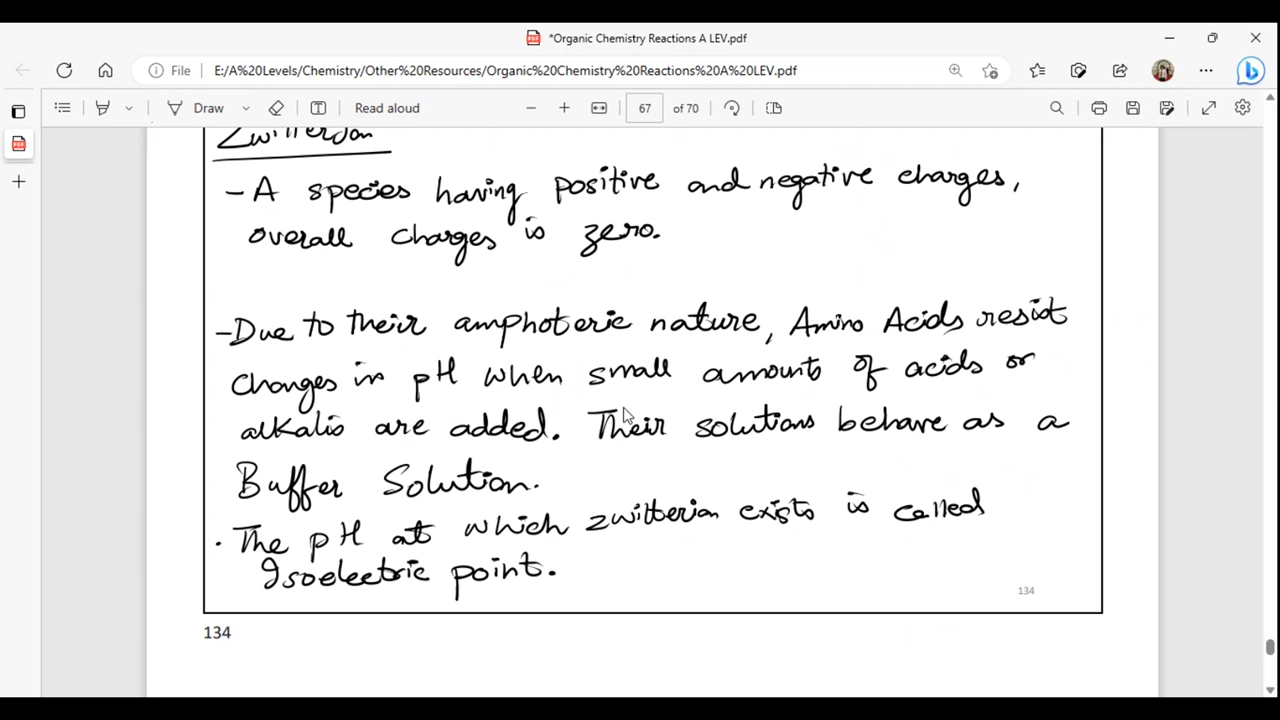 *Organic Chemistry Reactions A LEV.pdf
File E:/A%20Levels/Chemistry/Other%20Resources/Organic%20Chemistry%20Reactions%20A%20LEV.pdf
Draw Read aloud 67 of 70
Zwitterion
- A species having positive and negative charges,
overall charges is zero.
- Due to their amphoteric nature, Amino Acids resist
changes in pH when small amounts of acids or
alkalis are added. Their solutions behave as a
Buffer Solution.
. The pH at which zwitterion exists is called
Isoelectric point.
134
134